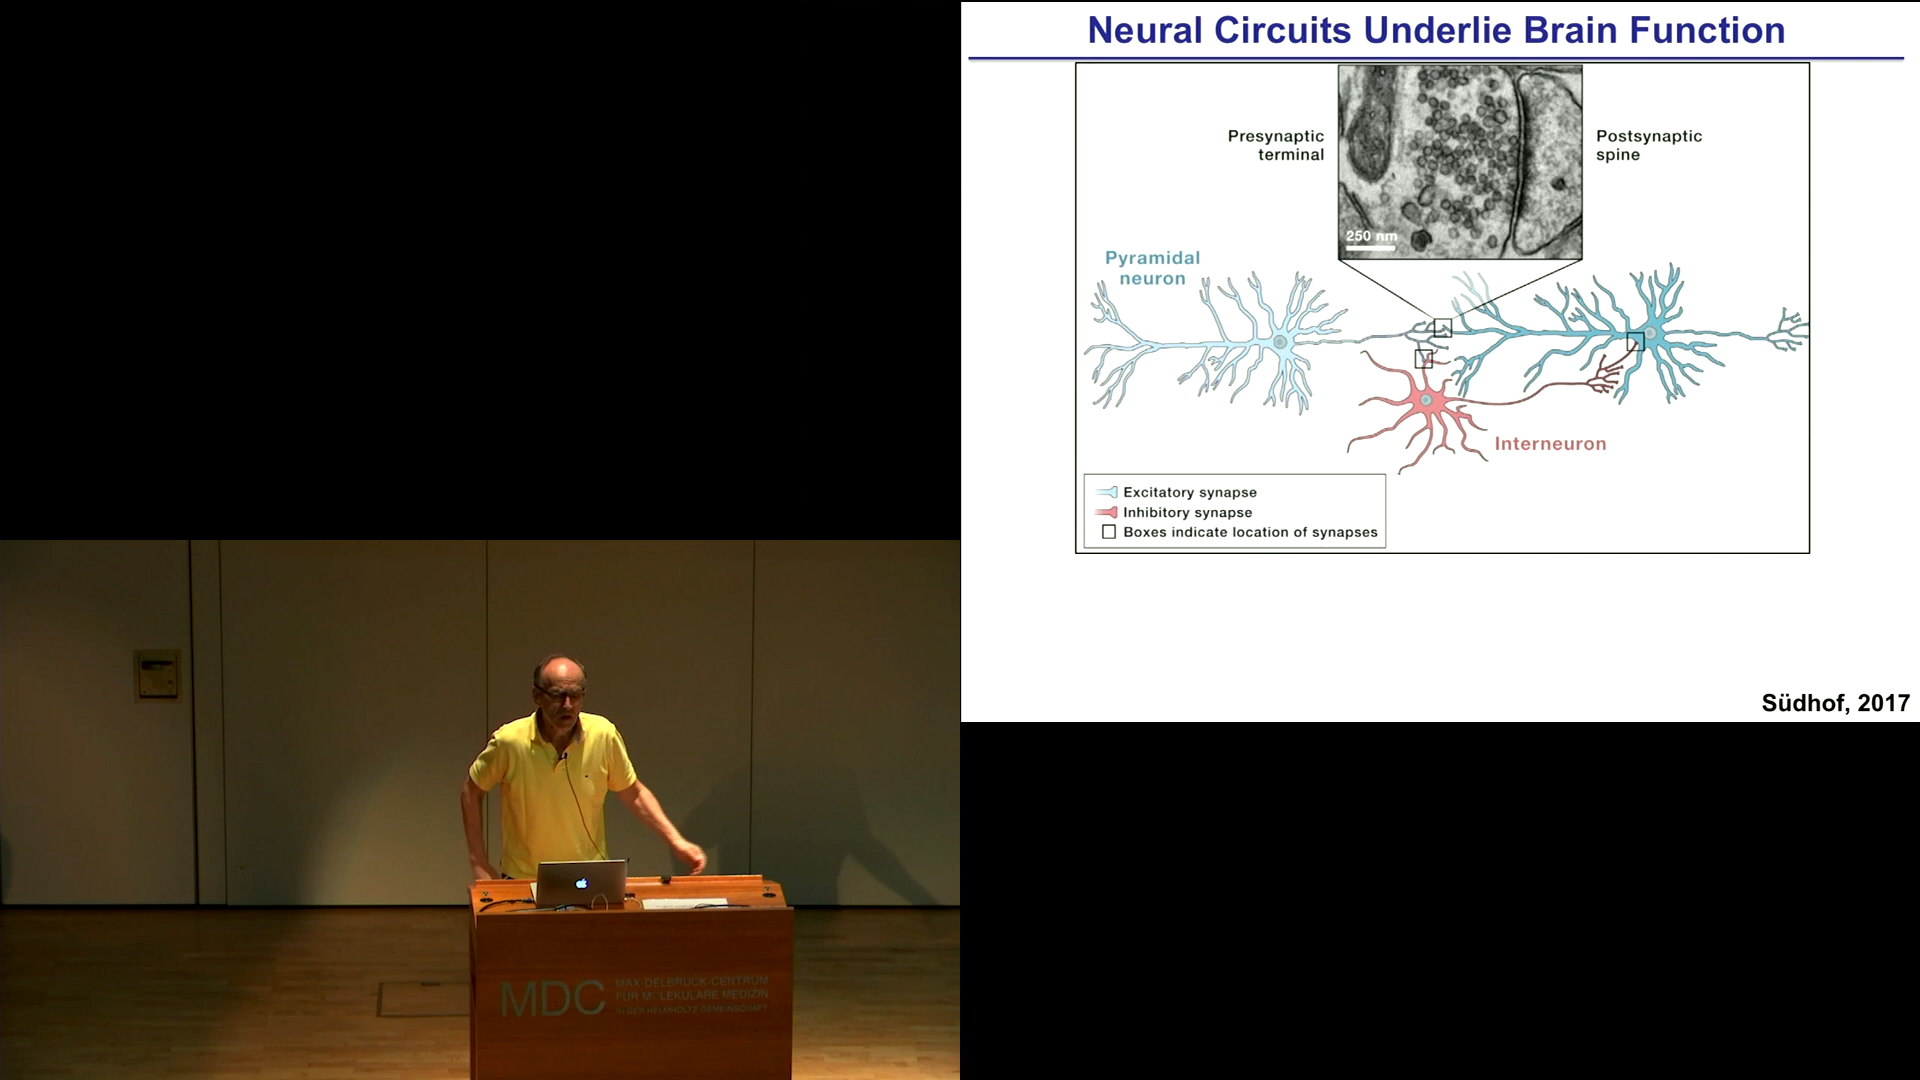 Neural Circuits Underlie Brain Function
Presynaptic
terminal
Postsynaptic
spine
250 nm
Pyramidal
neuron
Interneuron
Excitatory synapse
Inhibitory synapse
Boxes indicate location of synapses
Südhof, 2017
MDC
MAX-DELBRÜCK-CENTRUM
FÜR MOLEKULARE MEDIZIN
IN DER HELMHOLTZ-GEMEINSCHAFT